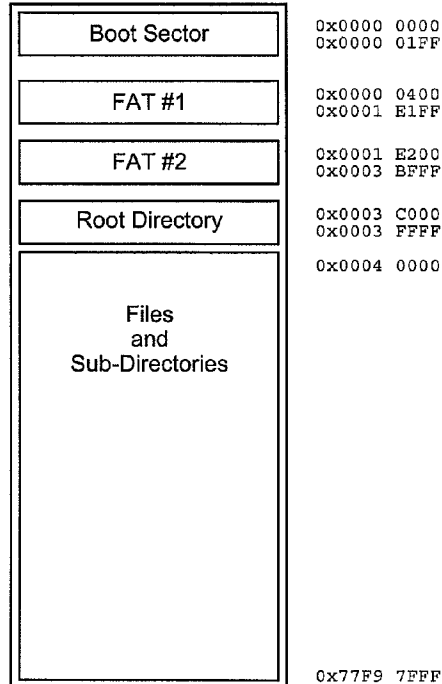 Boot Sector
0x0000 0000
0x0000 01FF
FAT #1
0x0000 0400
0x0001 E1FF
FAT #2
0x0001 E200
0x0003 BFFF
Root Directory
0x0003 C000
0x0003 FFFF
0x0004 0000
Files
and
Sub-Directories
0x77F9 7FFF